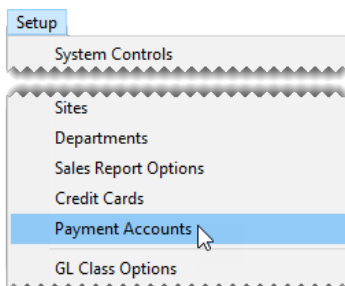 Setup
System Controls
Sites
Departments
Sales Report Options
Credit Cards
Payment Accounts
GL Class Options